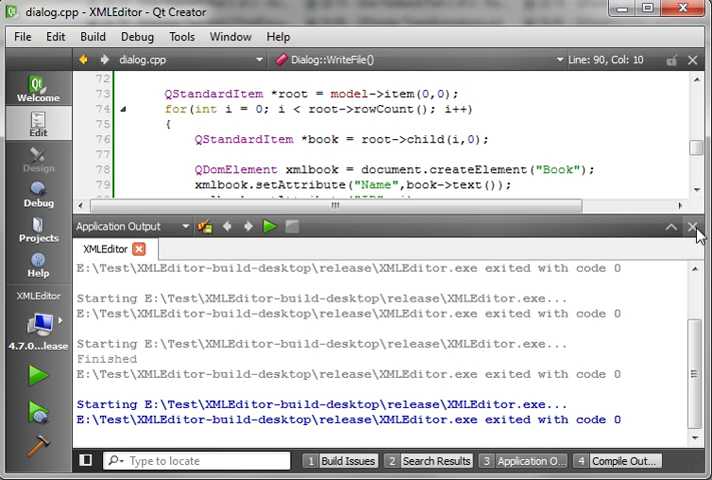 dialog.cpp - XMLEditor - Qt Creator
File Edit Build Debug Tools Window Help
dialog.cpp Dialog::WriteFile() Line: 90, Col: 10
Qt
Welcome
Edit
Design
Debug
Projects
Help
XMLEditor
4.7.0...lease
72
73 QStandardItem *root = model->item(0,0);
74 for(int i = 0; i < root->rowCount(); i++)
75 {
76 QStandardItem *book = root->child(i,0);
77
78 QDomElement xmlbook = document.createElement("Book");
79 xmlbook.setAttribute("Name",book->text());
Application Output
XMLEditor
E:\Test\XMLEditor-build-desktop\release\XMLEditor.exe exited with code 0
Starting E:\Test\XMLEditor-build-desktop\release\XMLEditor.exe...
E:\Test\XMLEditor-build-desktop\release\XMLEditor.exe exited with code 0
Starting E:\Test\XMLEditor-build-desktop\release\XMLEditor.exe...
Finished
E:\Test\XMLEditor-build-desktop\release\XMLEditor.exe exited with code 0
Starting E:\Test\XMLEditor-build-desktop\release\XMLEditor.exe...
E:\Test\XMLEditor-build-desktop\release\XMLEditor.exe exited with code 0
Type to locate 1 Build Issues 2 Search Results 3 Application O... 4 Compile Out...